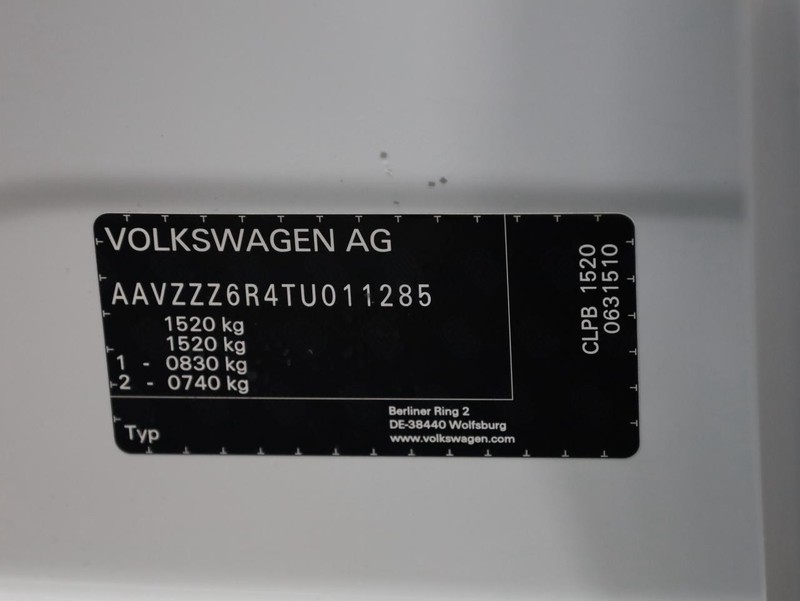 VOLKSWAGEN AG
AAVZZZ6R4TU011285
1520 kg
1520 kg
1 - 0830 kg
2 - 0740 kg
Typ
Berliner Ring 2
DE-38440 Wolfsburg
www.volkswagen.com
CLPB 1520
0631510